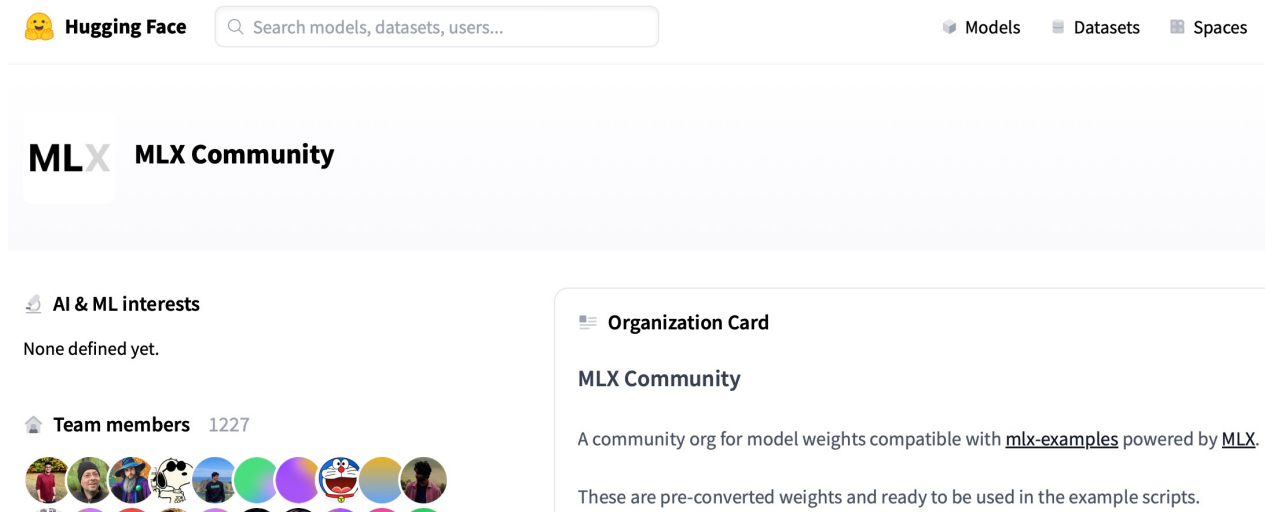 Hugging Face
Search models, datasets, users...
Models
Datasets
Spaces
MLX
MLX Community
AI & ML interests
None defined yet.
Team members 1227
Organization Card
MLX Community
A community org for model weights compatible with mlx-examples powered by MLX.
These are pre-converted weights and ready to be used in the example scripts.